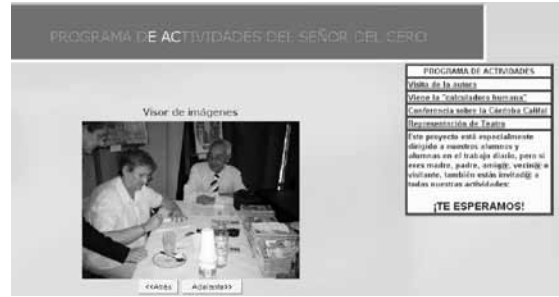 PROGRAMA DE ACTIVIDADES DEL SEÑOR DEL CERO
Visor de imágenes
<<Atrás
Adelante>>
PROGRAMA DE ACTIVIDADES
Visita de la autora
Viene la "calculadora humana"
Conferencia sobre la Córdoba Califal
Representación de Teatro
Este proyecto está especialmente
dirigido a nuestros alumnos y
alumnas en el trabajo diario, pero si
eres madre, padre, amig@, vecin@ o
visitante, también estás invitad@ a
todas nuestras actividades:
¡TE ESPERAMOS!